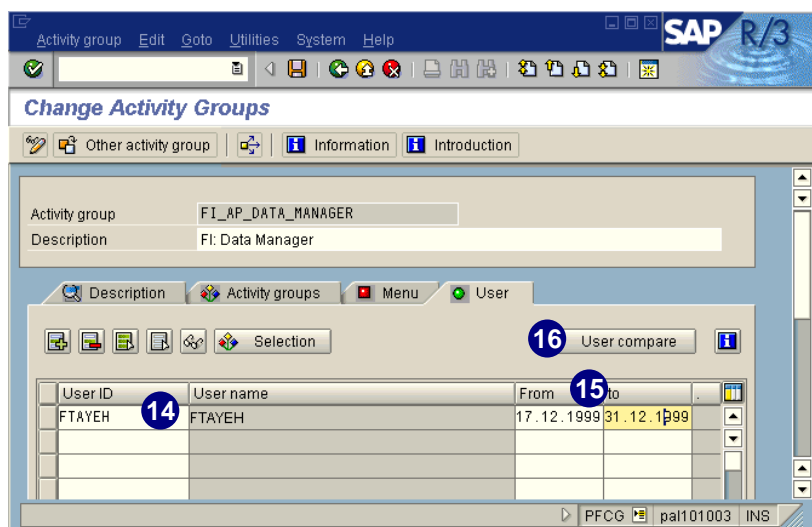 Activity group Edit Goto Utilities System Help
SAP R/3
Change Activity Groups
Other activity group Information Introduction
Activity group FI_AP_DATA_MANAGER
Description FI: Data Manager
Description Activity groups Menu User
Selection 16 User compare
User ID User name From 15 to .
FTAYEH 14 FTAYEH 17.12.1999 31.12.1999
PFCG pal101003 INS